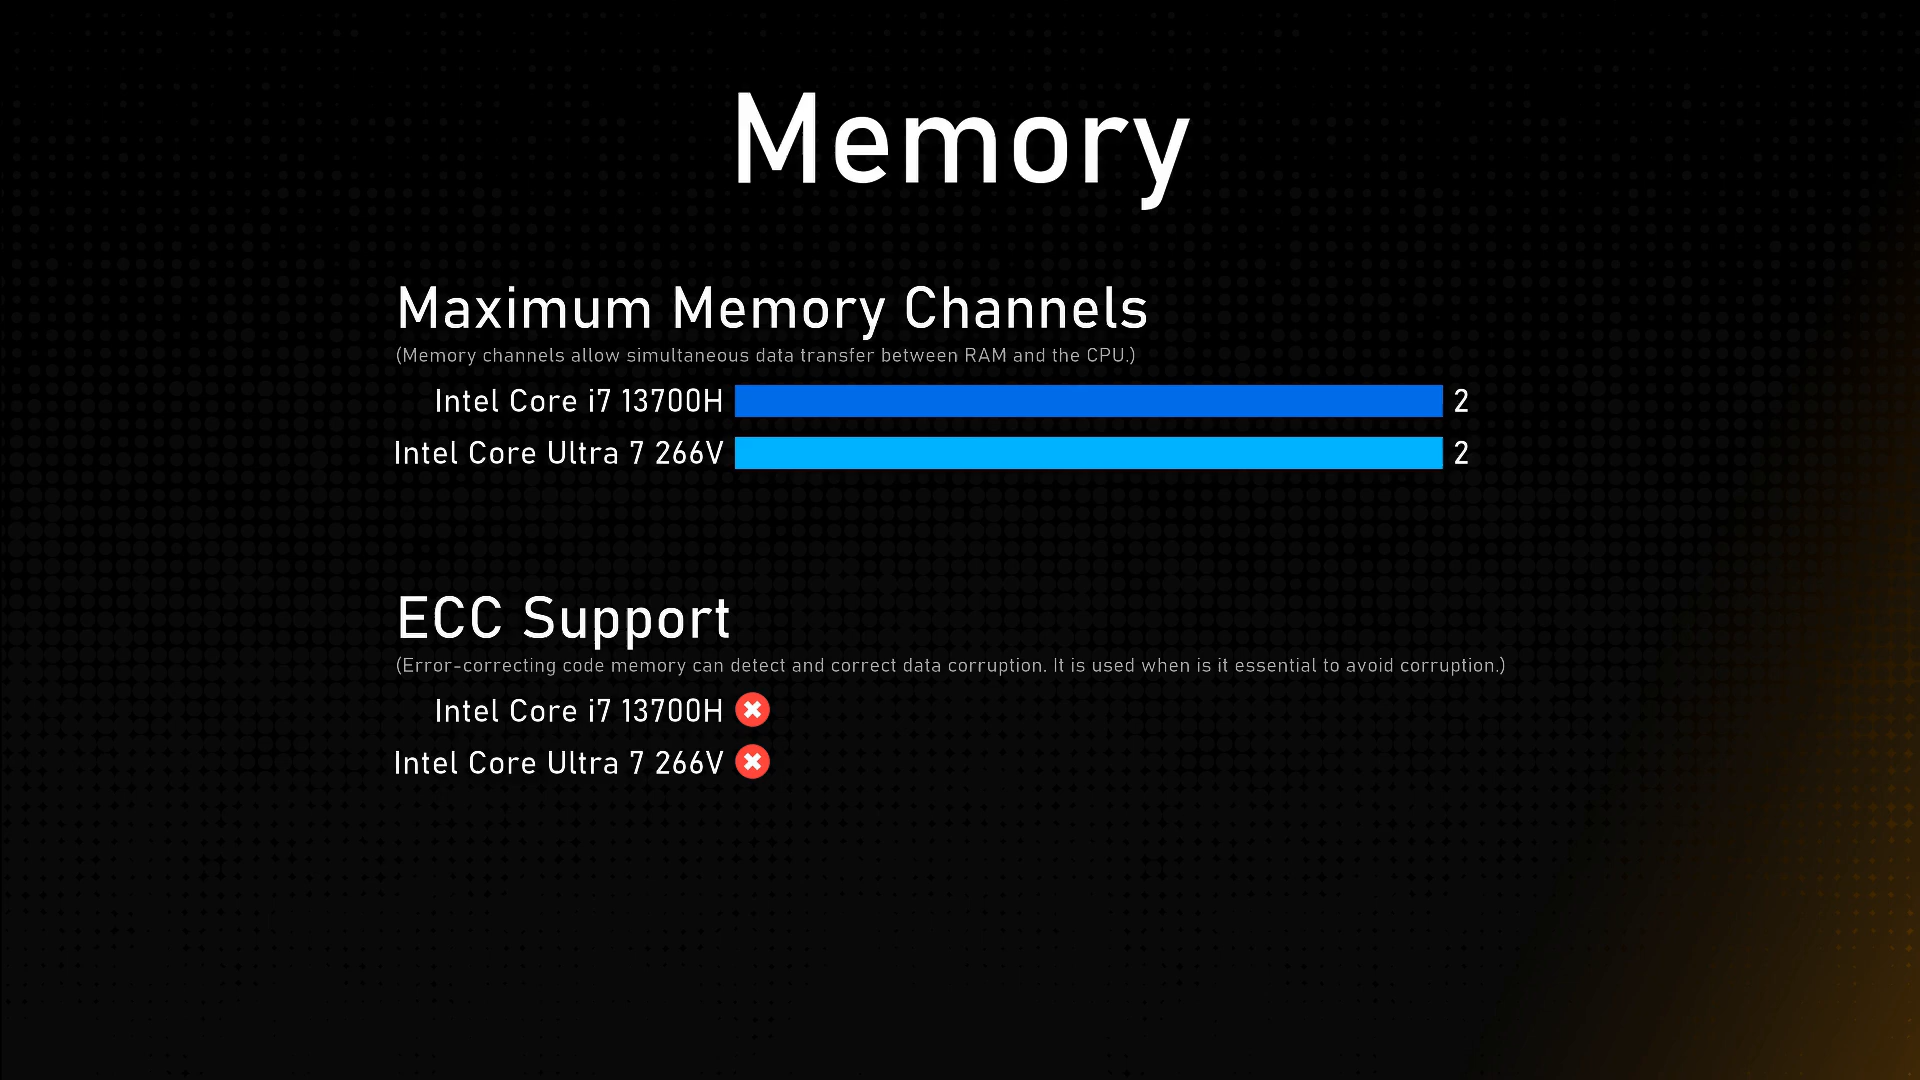 Memory
Maximum Memory Channels
(Memory channels allow simultaneous data transfer between RAM and the CPU.)
Intel Core i7 13700H 2
Intel Core Ultra 7 266V 2
ECC Support
(Error-correcting code memory can detect and correct data corruption. It is used when is it essential to avoid corruption.)
Intel Core i7 13700H
Intel Core Ultra 7 266V